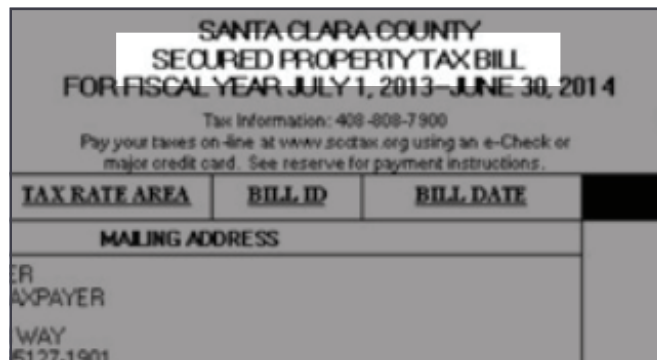 SANTA CLARA COUNTY
SECURED PROPERTY TAX BILL
FOR FISCAL YEAR JULY 1, 2013-JUNE 30, 2014
Tax Information: 408-808-7900
Pay your taxes on-line at www.scctax.org using an e-Check or
major credit card. See reserve for payment instructions.
TAX RATE AREA BILL ID BILL DATE
MAILING ADDRESS
ER
AXPAYER
WAY
5127-1901